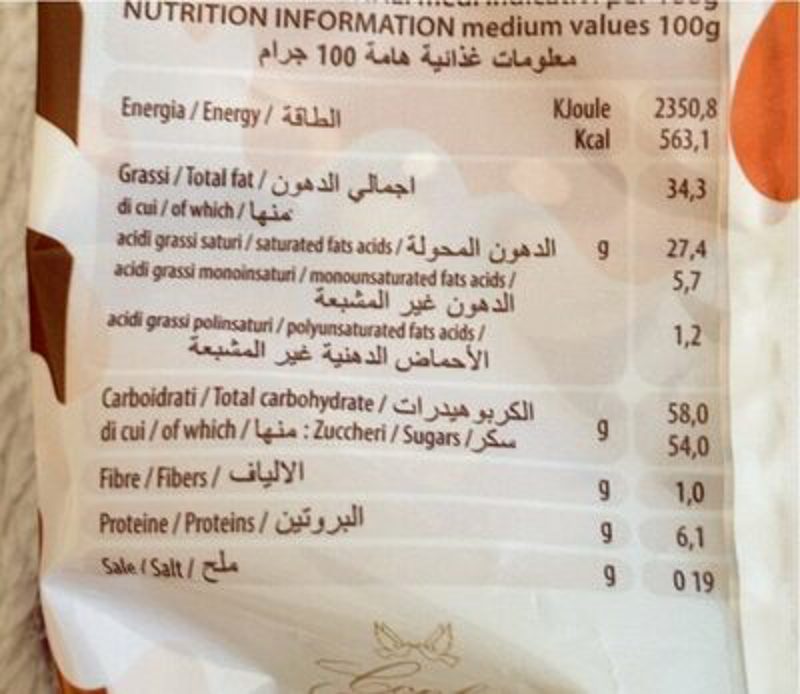 NUTRITION INFORMATION medium values 100g
معلومات غذائية هامة 100 جرام
Energia / Energy / الطاقة KJoule 2350,8
Kcal 563,1
Grassi / Total fat / اجمالي الدهون 34,3
di cui / of which / منها
acidi grassi saturi / saturated fats acids / الدهون المحولة g 27,4
acidi grassi monoinsaturi / monounsaturated fats acids / 5,7
الدهون غير المشبعة
acidi grassi polinsaturi / polyunsaturated fats acids / 1,2
الأحماض الدهنية غير المشبعة
Carboidrati / Total carbohydrate / الكربوهيدرات 58,0
di cui / of which / منها : Zuccheri / Sugars / سكر g 54,0
Fibre / Fibers / الالياف g 1,0
Proteine / Proteins / البروتين g 6,1
Sale / Salt / ملح g 0 19